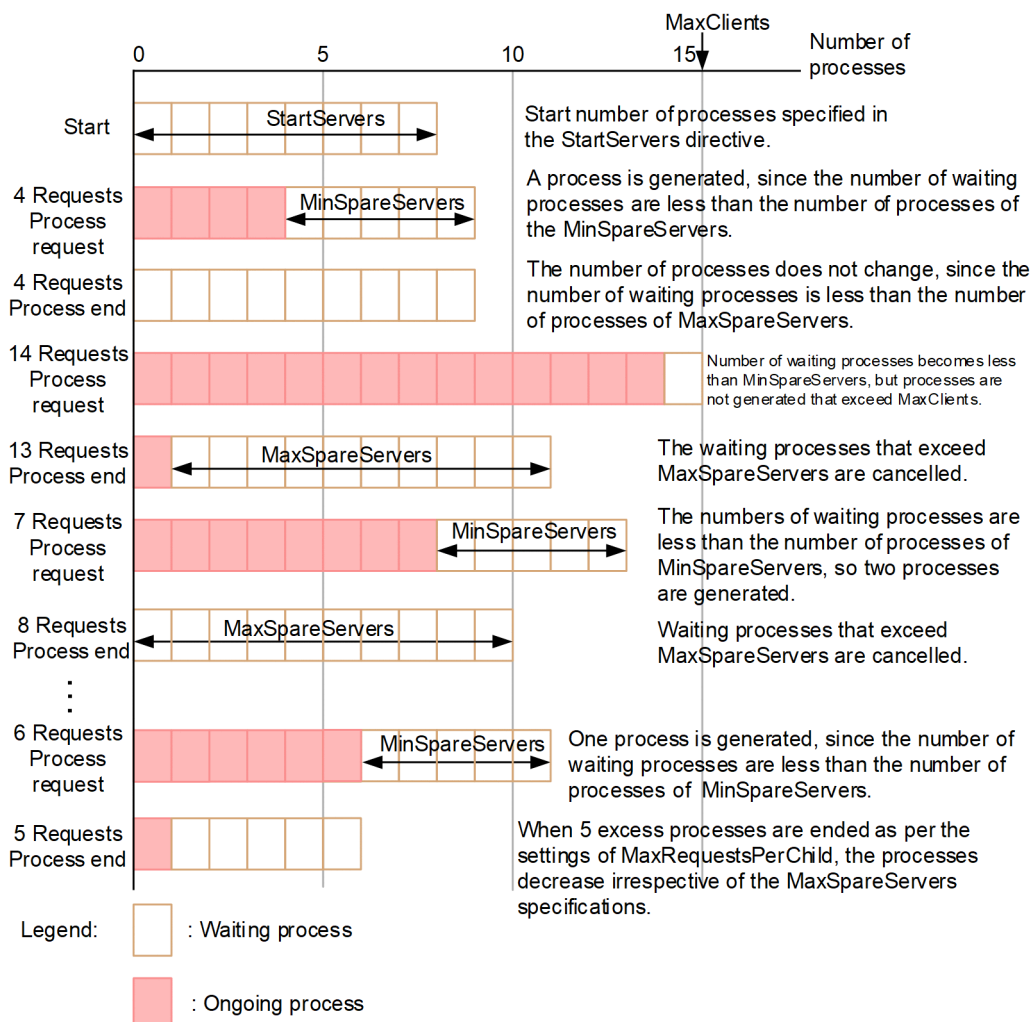 MaxClients
0
5
10
15
Number of
processes
Start
StartServers
Start number of processes specified in
the StartServers directive.
4 Requests
Process
request
MinSpareServers
A process is generated, since the number of waiting
processes are less than the number of processes of
the MinSpareServers.
4 Requests
Process end
The number of processes does not change, since the
number of waiting processes is less than the number
of processes of MaxSpareServers.
14 Requests
Process
request
Number of waiting processes becomes less
than MinSpareServers, but processes are
not generated that exceed MaxClients.
13 Requests
Process end
MaxSpareServers
The waiting processes that exceed
MaxSpareServers are cancelled.
7 Requests
Process
request
MinSpareServers
The numbers of waiting processes are
less than the number of processes of
MinSpareServers, so two processes
are generated.
8 Requests
Process end
MaxSpareServers
Waiting processes that exceed
MaxSpareServers are cancelled.
6 Requests
Process
request
MinSpareServers
One process is generated, since the number of
waiting processes are less than the number of
processes of MinSpareServers.
5 Requests
Process end
When 5 excess processes are ended as per the
settings of MaxRequestsPerChild, the processes
decrease irrespective of the MaxSpareServers
specifications.
Legend:
: Waiting process
: Ongoing process